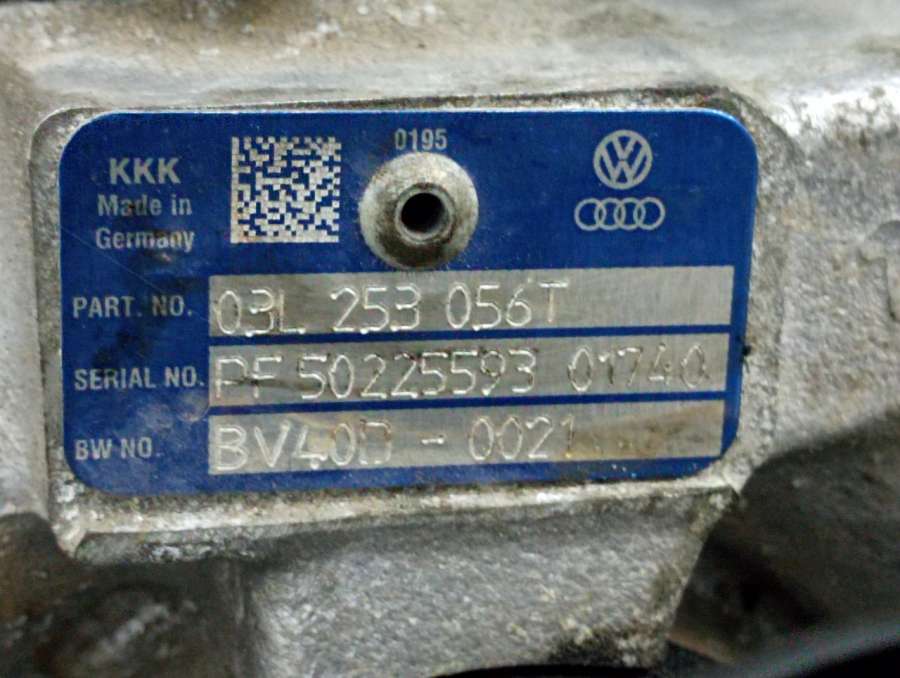 0195
KKK
Made in
Germany
PART. NO. 03L 253 056T
SERIAL NO. PF 50225593 01740
BW NO. BV40D - 0021